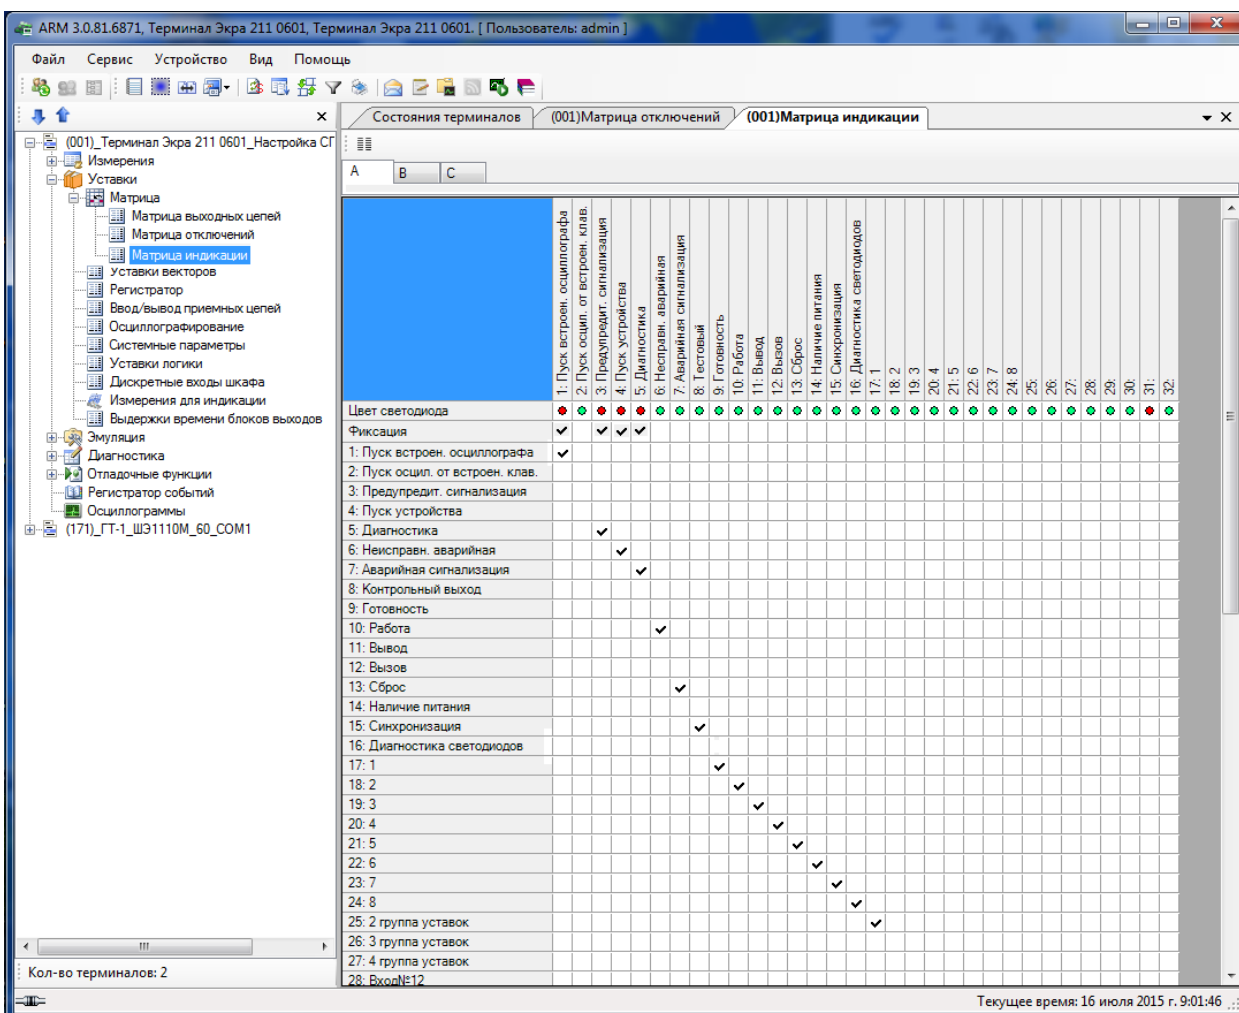 ARM 3.0.81.6871, Терминал Экра 211 0601, Терминал Экра 211 0601. [ Пользователь: admin ]
Файл Сервис Устройство Вид Помощь
Состояния терминалов (001)Матрица отключений (001)Матрица индикации
(001)_Терминал Экра 211 0601_Настройка СГ
Измерения
Уставки
Матрица
Матрица выходных цепей
Матрица отключений
Матрица индикации
Уставки векторов
Регистратор
Ввод/вывод приемных цепей
Осциллографирование
Системные параметры
Уставки логики
Дискретные входы шкафа
Измерения для индикации
Выдержки времени блоков выходов
Эмуляция
Диагностика
Отладочные функции
Регистратор событий
Осциллограммы
(171)_ГТ-1_ШЭ1110М_60_COM1
Кол-во терминалов: 2
A B C
1: Пуск встроен. осциллографа
2: Пуск осцил. от встроен. клав.
3: Предупредит. сигнализация
4: Пуск устройства
5: Диагностика
6: Несправн. аварийная
7: Аварийная сигнализация
8: Тестовый
9: Готовность
10: Работа
11: Вывод
12: Вызов
13: Сброс
14: Наличие питания
15: Синхронизация
16: Диагностика светодиодов
17: 1
18: 2
19: 3
20: 4
21: 5
22: 6
23: 7
24: 8
25:
26:
27:
28:
29:
30:
31:
32:
Цвет светодиода
Фиксация
1: Пуск встроен. осциллографа
2: Пуск осцил. от встроен. клав.
3: Предупредит. сигнализация
4: Пуск устройства
5: Диагностика
6: Неисправн. аварийная
7: Аварийная сигнализация
8: Контрольный выход
9: Готовность
10: Работа
11: Вывод
12: Вызов
13: Сброс
14: Наличие питания
15: Синхронизация
16: Диагностика светодиодов
17: 1
18: 2
19: 3
20: 4
21: 5
22: 6
23: 7
24: 8
25: 2 группа уставок
26: 3 группа уставок
27: 4 группа уставок
28: Вход№12
Текущее время: 16 июля 2015 г. 9:01:46